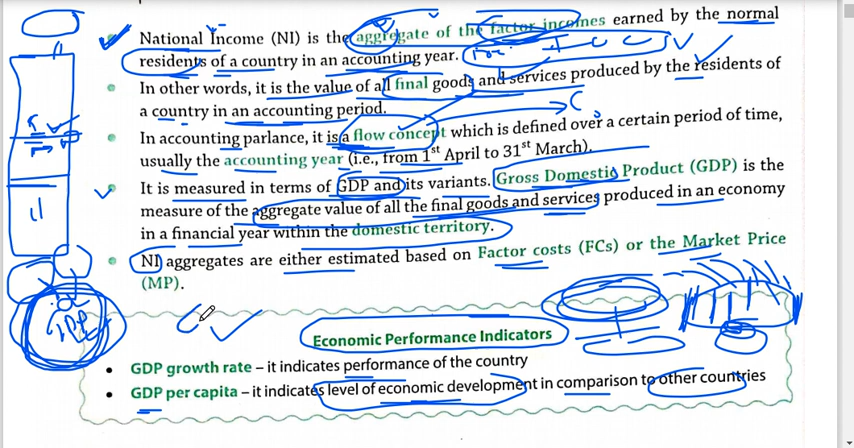 National Income (NI) is the aggregate of the factor incomes earned by the normal
residents of a country in an accounting year.
In other words, it is the value of all final goods and services produced by the residents of
a country in an accounting period.
In accounting parlance, it is a flow concept which is defined over a certain period of time,
usually the accounting year (i.e., from 1st April to 31st March).
It is measured in terms of GDP and its variants. Gross Domestic Product (GDP) is the
measure of the aggregate value of all the final goods and services produced in an economy
in a financial year within the domestic territory.
NI aggregates are either estimated based on Factor costs (FCs) or the Market Price
(MP).
Economic Performance Indicators
• GDP growth rate – it indicates performance of the country
• GDP per capita – it indicates level of economic development in comparison to other countries